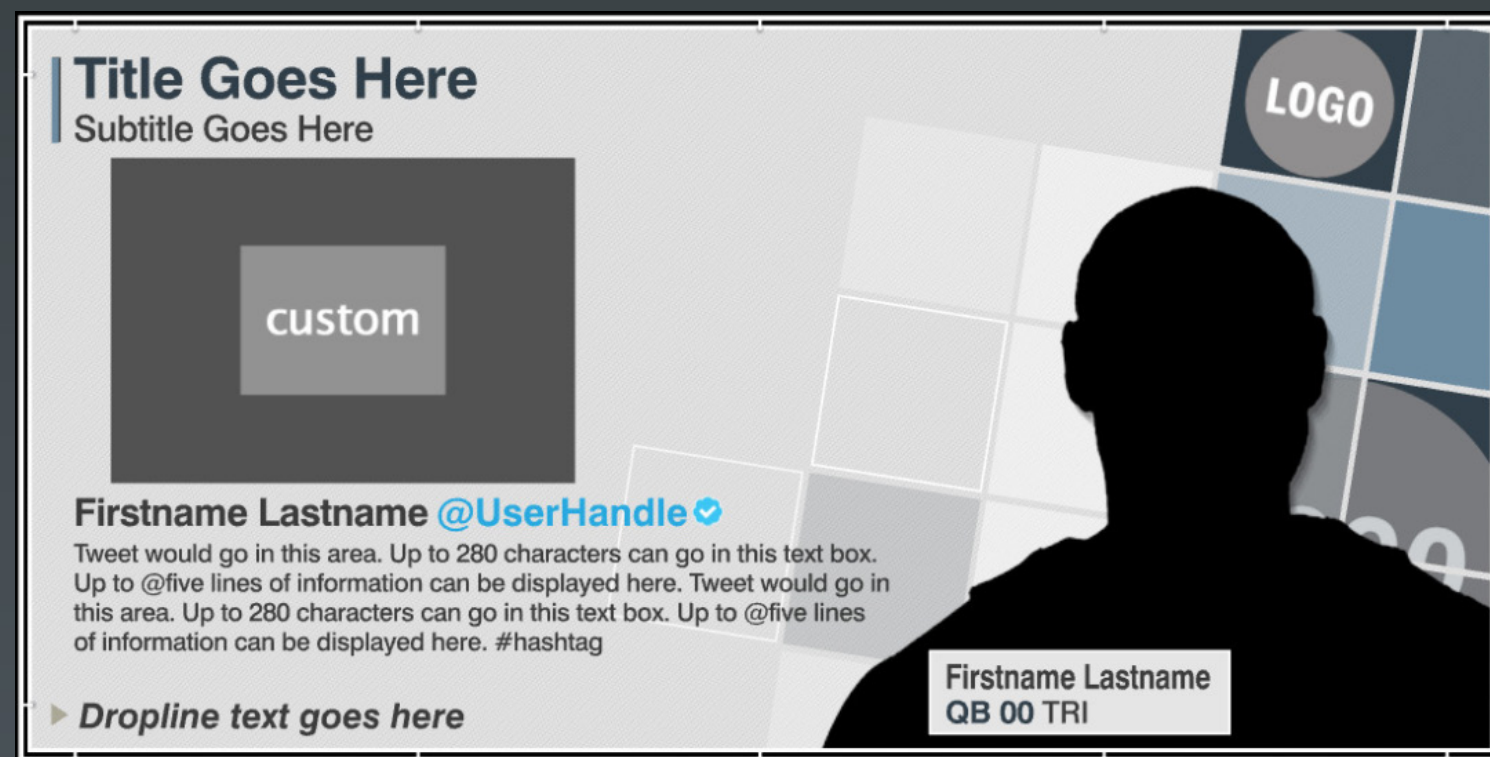 Title Goes Here
Subtitle Goes Here
LOGO
custom
Firstname Lastname @UserHandle
Tweet would go in this area. Up to 280 characters can go in this text box.
Up to @five lines of information can be displayed here. Tweet would go in
this area. Up to 280 characters can go in this text box. Up to @five lines
of information can be displayed here. #hashtag
Dropline text goes here
Firstname Lastname
QB 00 TRI